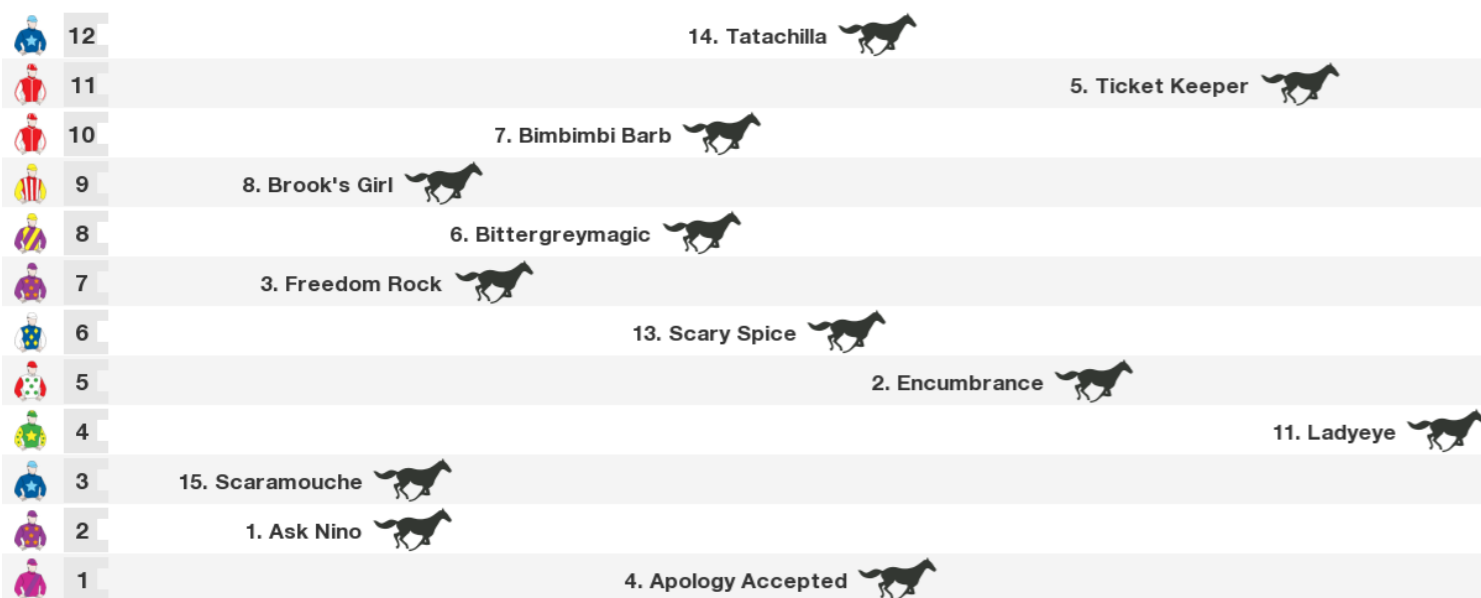 12 14. Tatachilla
11 5. Ticket Keeper
10 7. Bimbimbi Barb
9 8. Brook's Girl
8 6. Bittergreymagic
7 3. Freedom Rock
6 13. Scary Spice
5 2. Encumbrance
4 11. Ladyeye
3 15. Scaramouche
2 1. Ask Nino
1 4. Apology Accepted